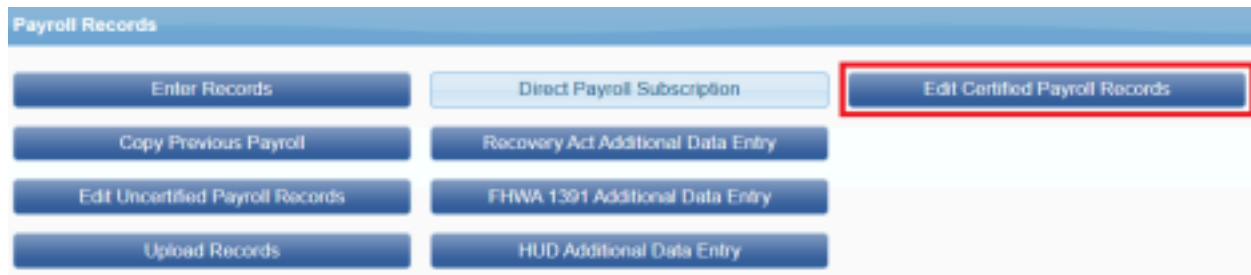 Payroll Records
Enter Records
Direct Payroll Subscription
Edit Certified Payroll Records
Copy Previous Payroll
Recovery Act Additional Data Entry
Edit Uncertified Payroll Records
FHWA 1391 Additional Data Entry
Upload Records
HUD Additional Data Entry